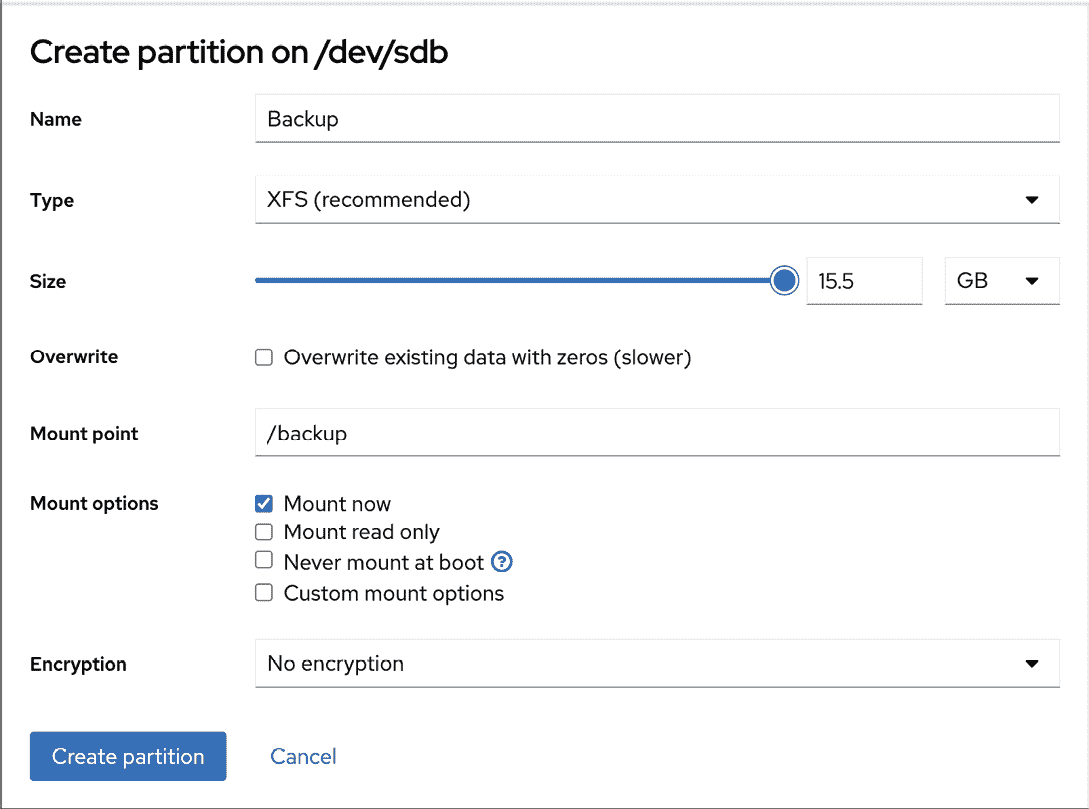 Create partition on /dev/sdb
Name Backup
Type XFS (recommended)
Size 15.5 GB
Overwrite Overwrite existing data with zeros (slower)
Mount point /backup
Mount options Mount now
Mount read only
Never mount at boot ?
Custom mount options
Encryption No encryption
Create partition Cancel